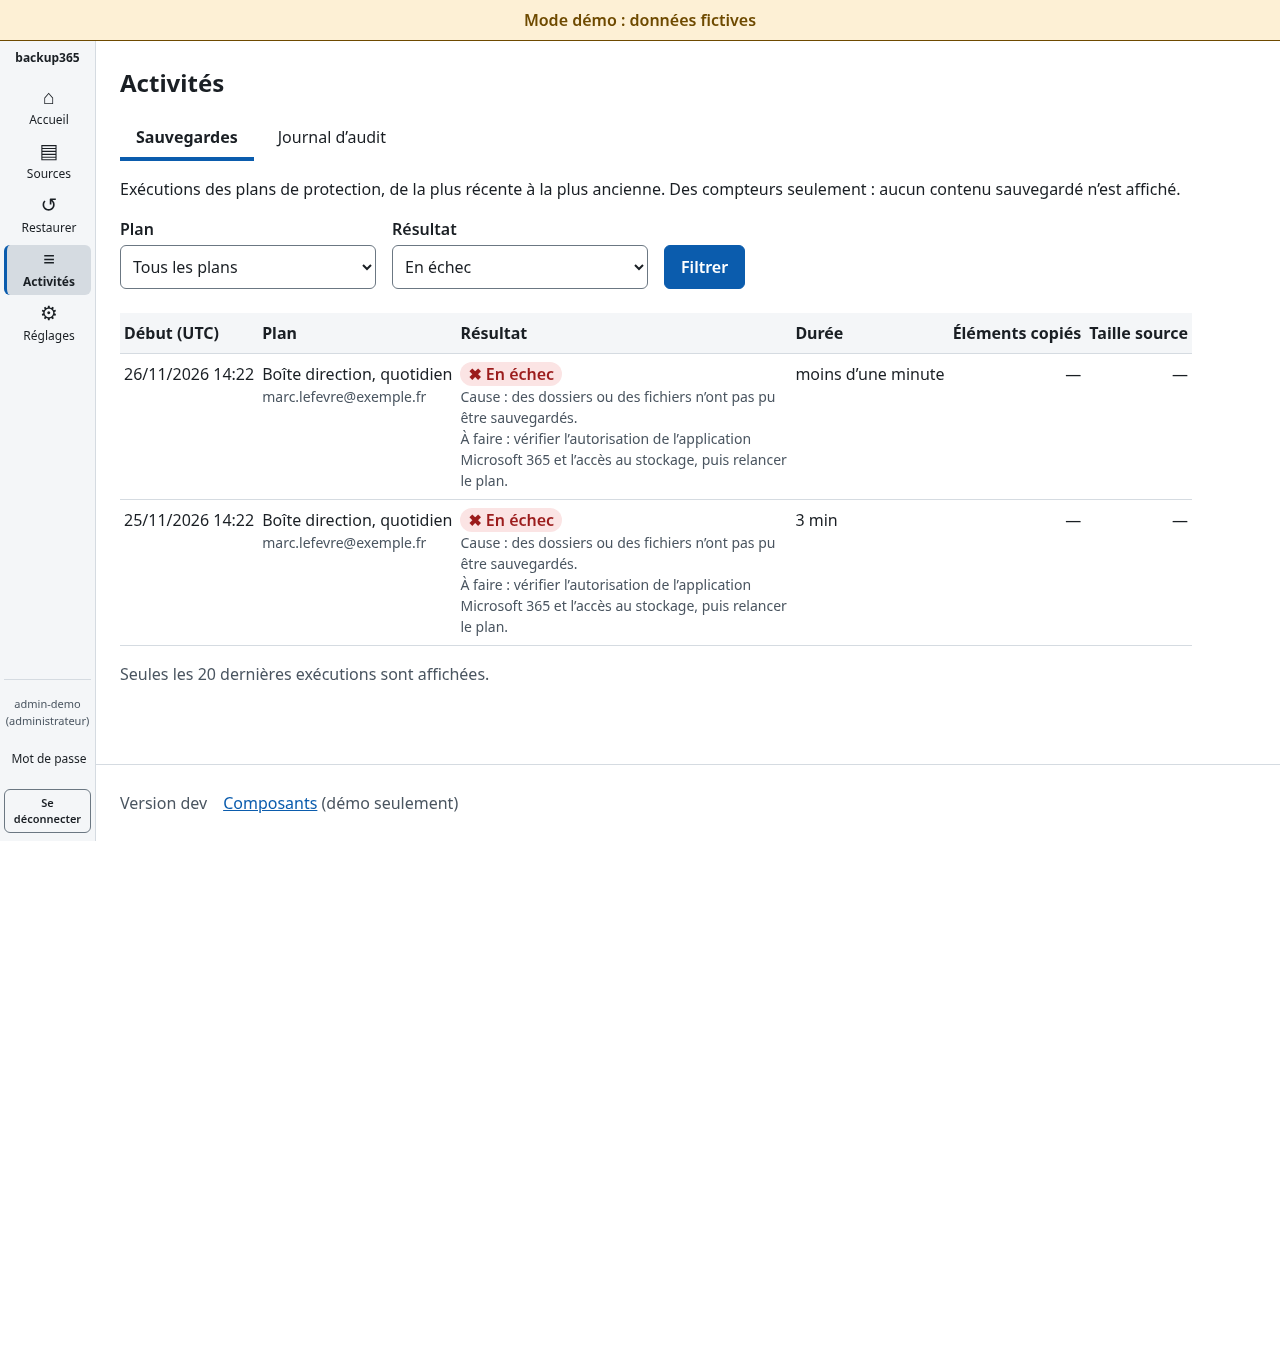 Mode démo : données fictives
backup365
Accueil
Sources
Restaurer
Activités
Réglages
admin-demo
(administrateur)
Mot de passe
Se
déconnecter
Activités
Sauvegardes
Journal d’audit
Exécutions des plans de protection, de la plus récente à la plus ancienne. Des compteurs seulement : aucun contenu sauvegardé n’est affiché.
Plan
Résultat
Tous les plans
En échec
Filtrer
Début (UTC) Plan Résultat Durée Éléments copiés Taille source
26/11/2026 14:22 Boîte direction, quotidien ✖ En échec moins d’une minute — —
marc.lefevre@exemple.fr Cause : des dossiers ou des fichiers n’ont pas pu
être sauvegardés.
À faire : vérifier l’autorisation de l’application
Microsoft 365 et l’accès au stockage, puis relancer
le plan.
25/11/2026 14:22 Boîte direction, quotidien ✖ En échec 3 min — —
marc.lefevre@exemple.fr Cause : des dossiers ou des fichiers n’ont pas pu
être sauvegardés.
À faire : vérifier l’autorisation de l’application
Microsoft 365 et l’accès au stockage, puis relancer
le plan.
Seules les 20 dernières exécutions sont affichées.
Version dev Composants (démo seulement)